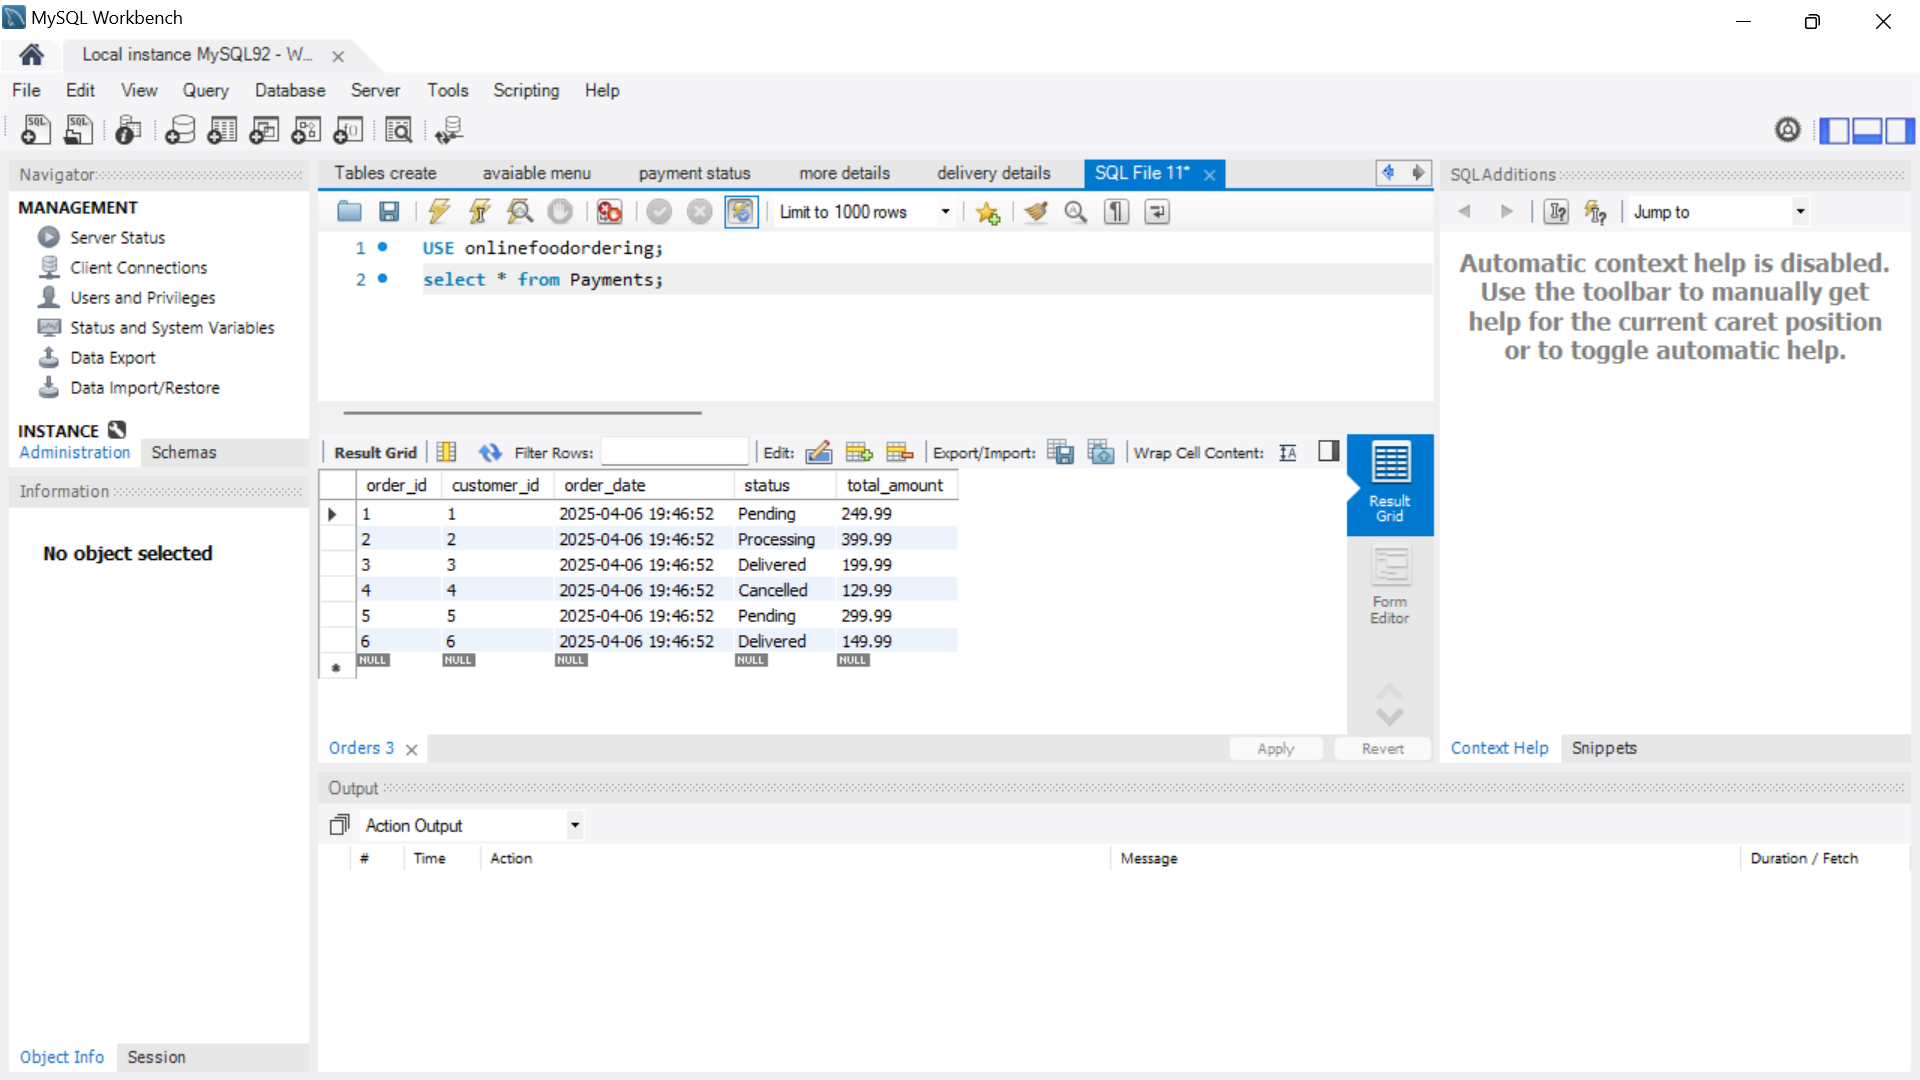 MySQL Workbench
Local instance MySQL92 - W...
File Edit View Query Database Server Tools Scripting Help
Navigator
MANAGEMENT
Server Status
Client Connections
Users and Privileges
Status and System Variables
Data Export
Data Import/Restore
INSTANCE
Administration Schemas
Information
No object selected
Object Info Session
Tables create avaiable menu payment status more details delivery details SQL File 11*
Limit to 1000 rows
1 USE onlinefoodordering;
2 select * from Payments;
Result Grid Filter Rows: Edit: Export/Import: Wrap Cell Content:
order_id customer_id order_date status total_amount
1 1 2025-04-06 19:46:52 Pending 249.99
2 2 2025-04-06 19:46:52 Processing 399.99
3 3 2025-04-06 19:46:52 Delivered 199.99
4 4 2025-04-06 19:46:52 Cancelled 129.99
5 5 2025-04-06 19:46:52 Pending 299.99
6 6 2025-04-06 19:46:52 Delivered 149.99
NULL NULL NULL NULL NULL
Result
Grid
Form
Editor
Orders 3 Apply Revert
SQLAdditions
Jump to
Automatic context help is disabled.
Use the toolbar to manually get
help for the current caret position
or to toggle automatic help.
Context Help Snippets
Output
Action Output
# Time Action Message Duration / Fetch